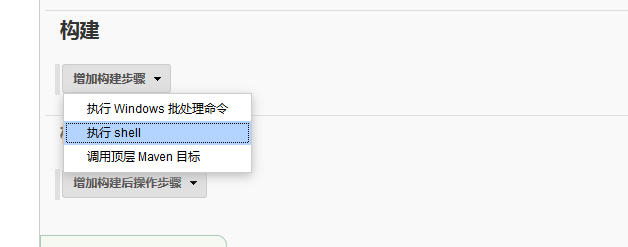 构建
增加构建步骤
执行 Windows 批处理命令
执行 shell
调用顶层 Maven 目标
增加构建后操作步骤